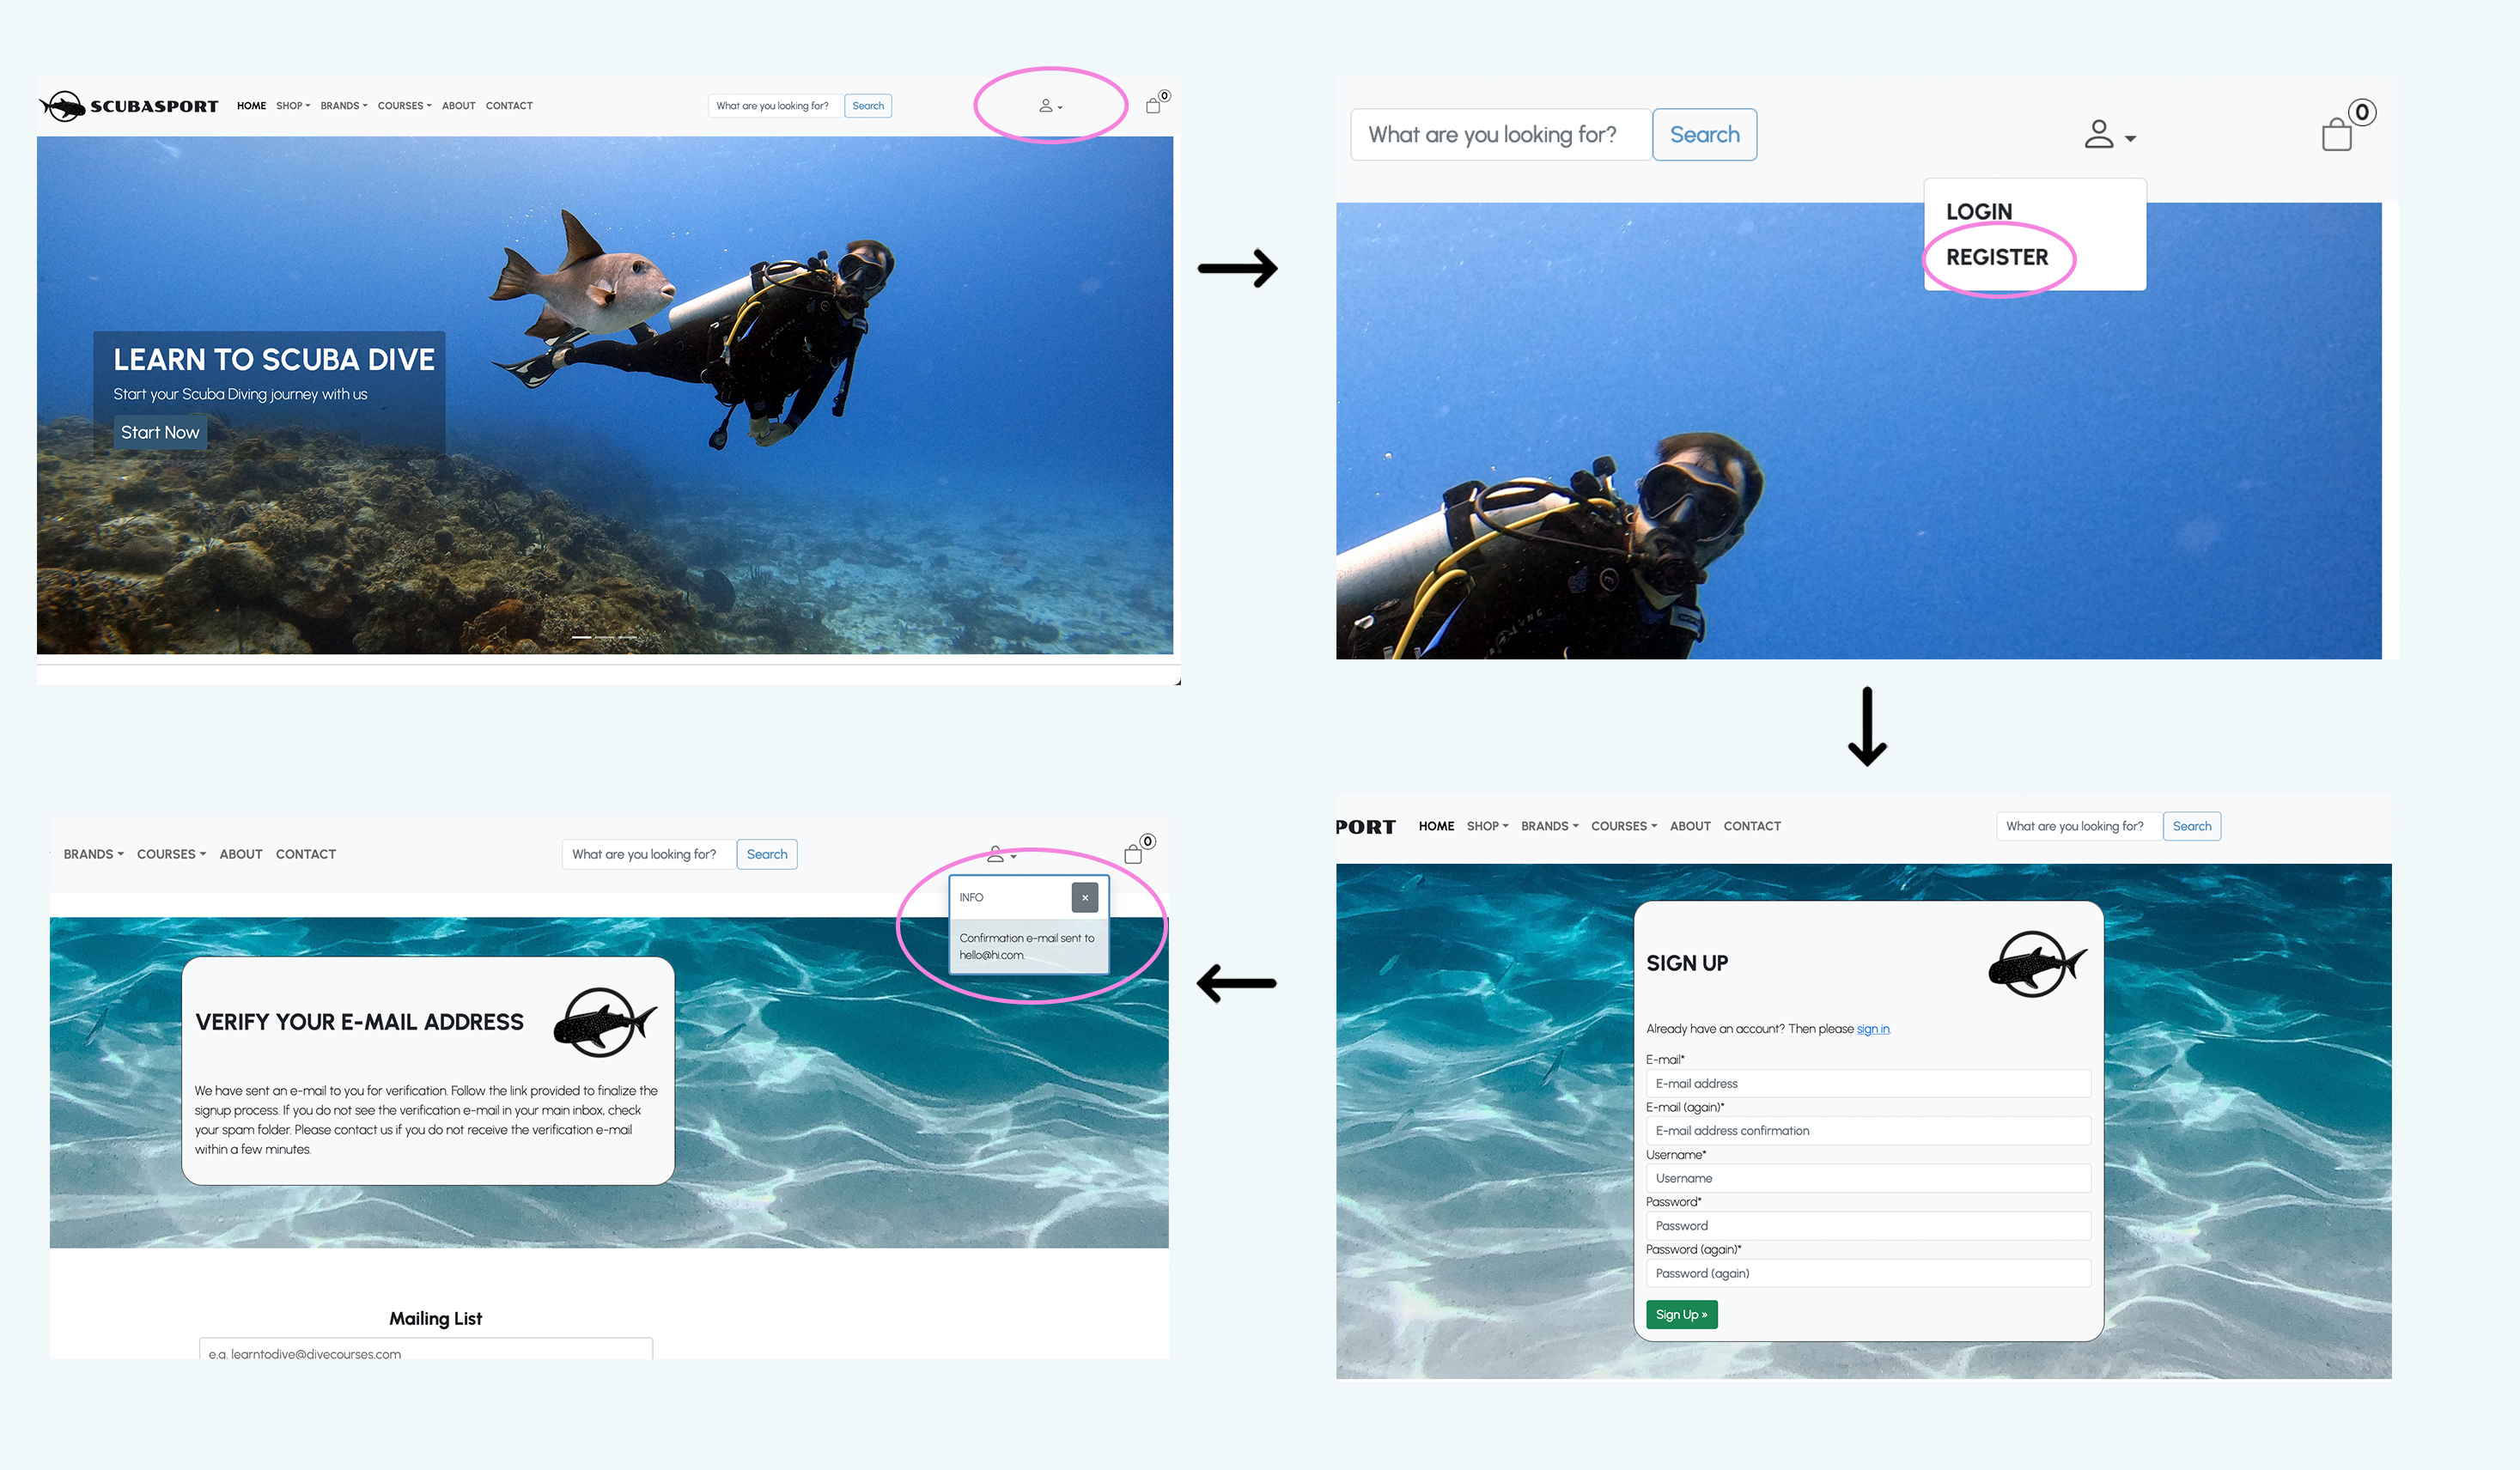 SCUBASPORT HOME SHOP BRANDS COURSES ABOUT CONTACT What are you looking for? Search 0
LEARN TO SCUBA DIVE
Start your Scuba Diving journey with us
Start Now
What are you looking for? Search 0
LOGIN
REGISTER
PORT HOME SHOP BRANDS COURSES ABOUT CONTACT What are you looking for? Search
SIGN UP
Already have an account? Then please sign in.
E-mail*
E-mail address
E-mail (again)*
E-mail address confirmation
Username*
Username
Password*
Password
Password (again)*
Password (again)
Sign Up »
BRANDS COURSES ABOUT CONTACT What are you looking for? Search 0
INFO ×
Confirmation e-mail sent to
hello@hi.com.
VERIFY YOUR E-MAIL ADDRESS
We have sent an e-mail to you for verification. Follow the link provided to finalize the
signup process. If you do not see the verification e-mail in your main inbox, check
your spam folder. Please contact us if you do not receive the verification e-mail
within a few minutes.
Mailing List
e.g. learntodive@divecourses.com